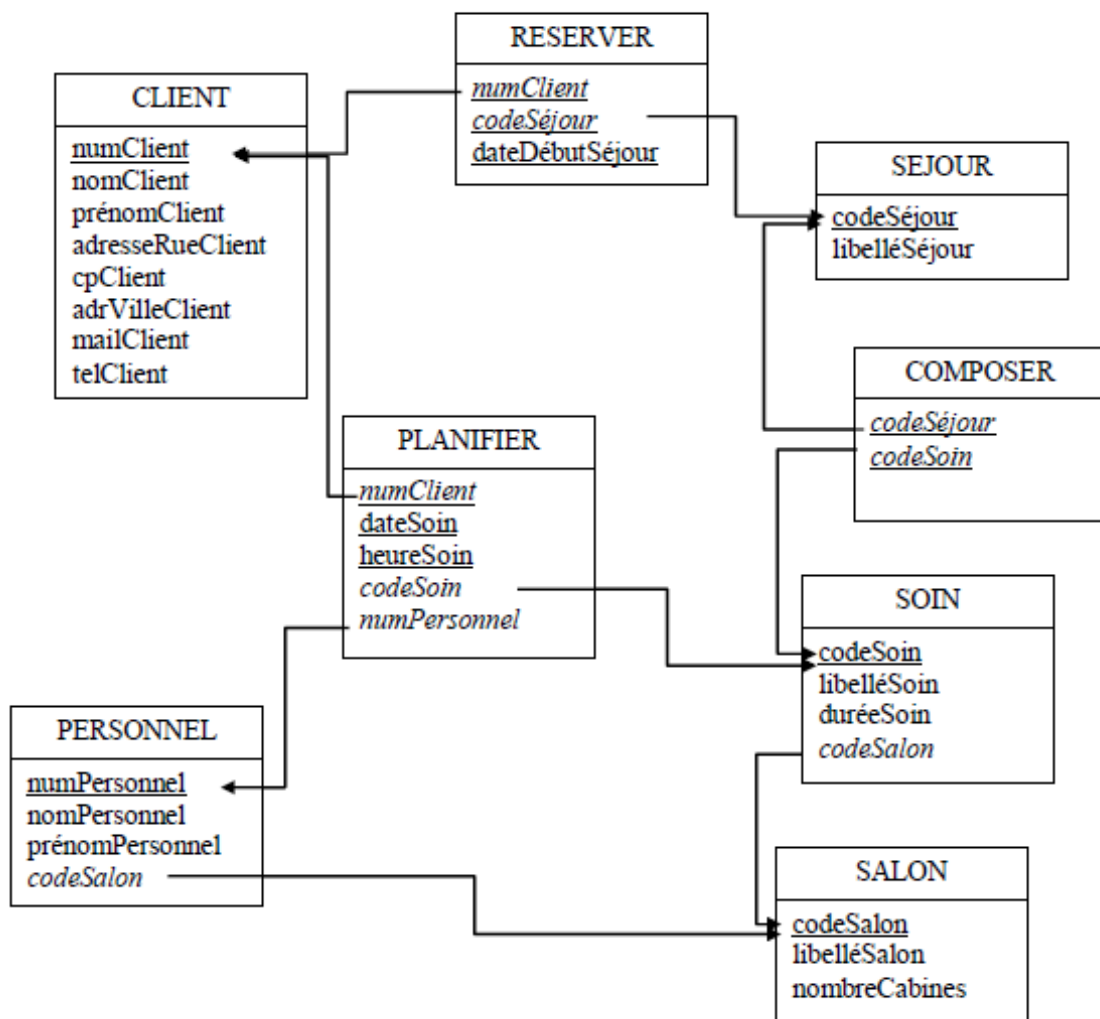 RESERVER
numClient
codeSéjour
dateDébutSéjour
CLIENT
numClient
nomClient
prénomClient
adresseRueClient
cpClient
adrVilleClient
mailClient
telClient
SEJOUR
codeSéjour
libelléSéjour
COMPOSER
codeSéjour
codeSoin
PLANIFIER
numClient
dateSoin
heureSoin
codeSoin
numPersonnel
SOIN
codeSoin
libelléSoin
duréeSoin
codeSalon
PERSONNEL
numPersonnel
nomPersonnel
prénomPersonnel
codeSalon
SALON
codeSalon
libelléSalon
nombreCabines